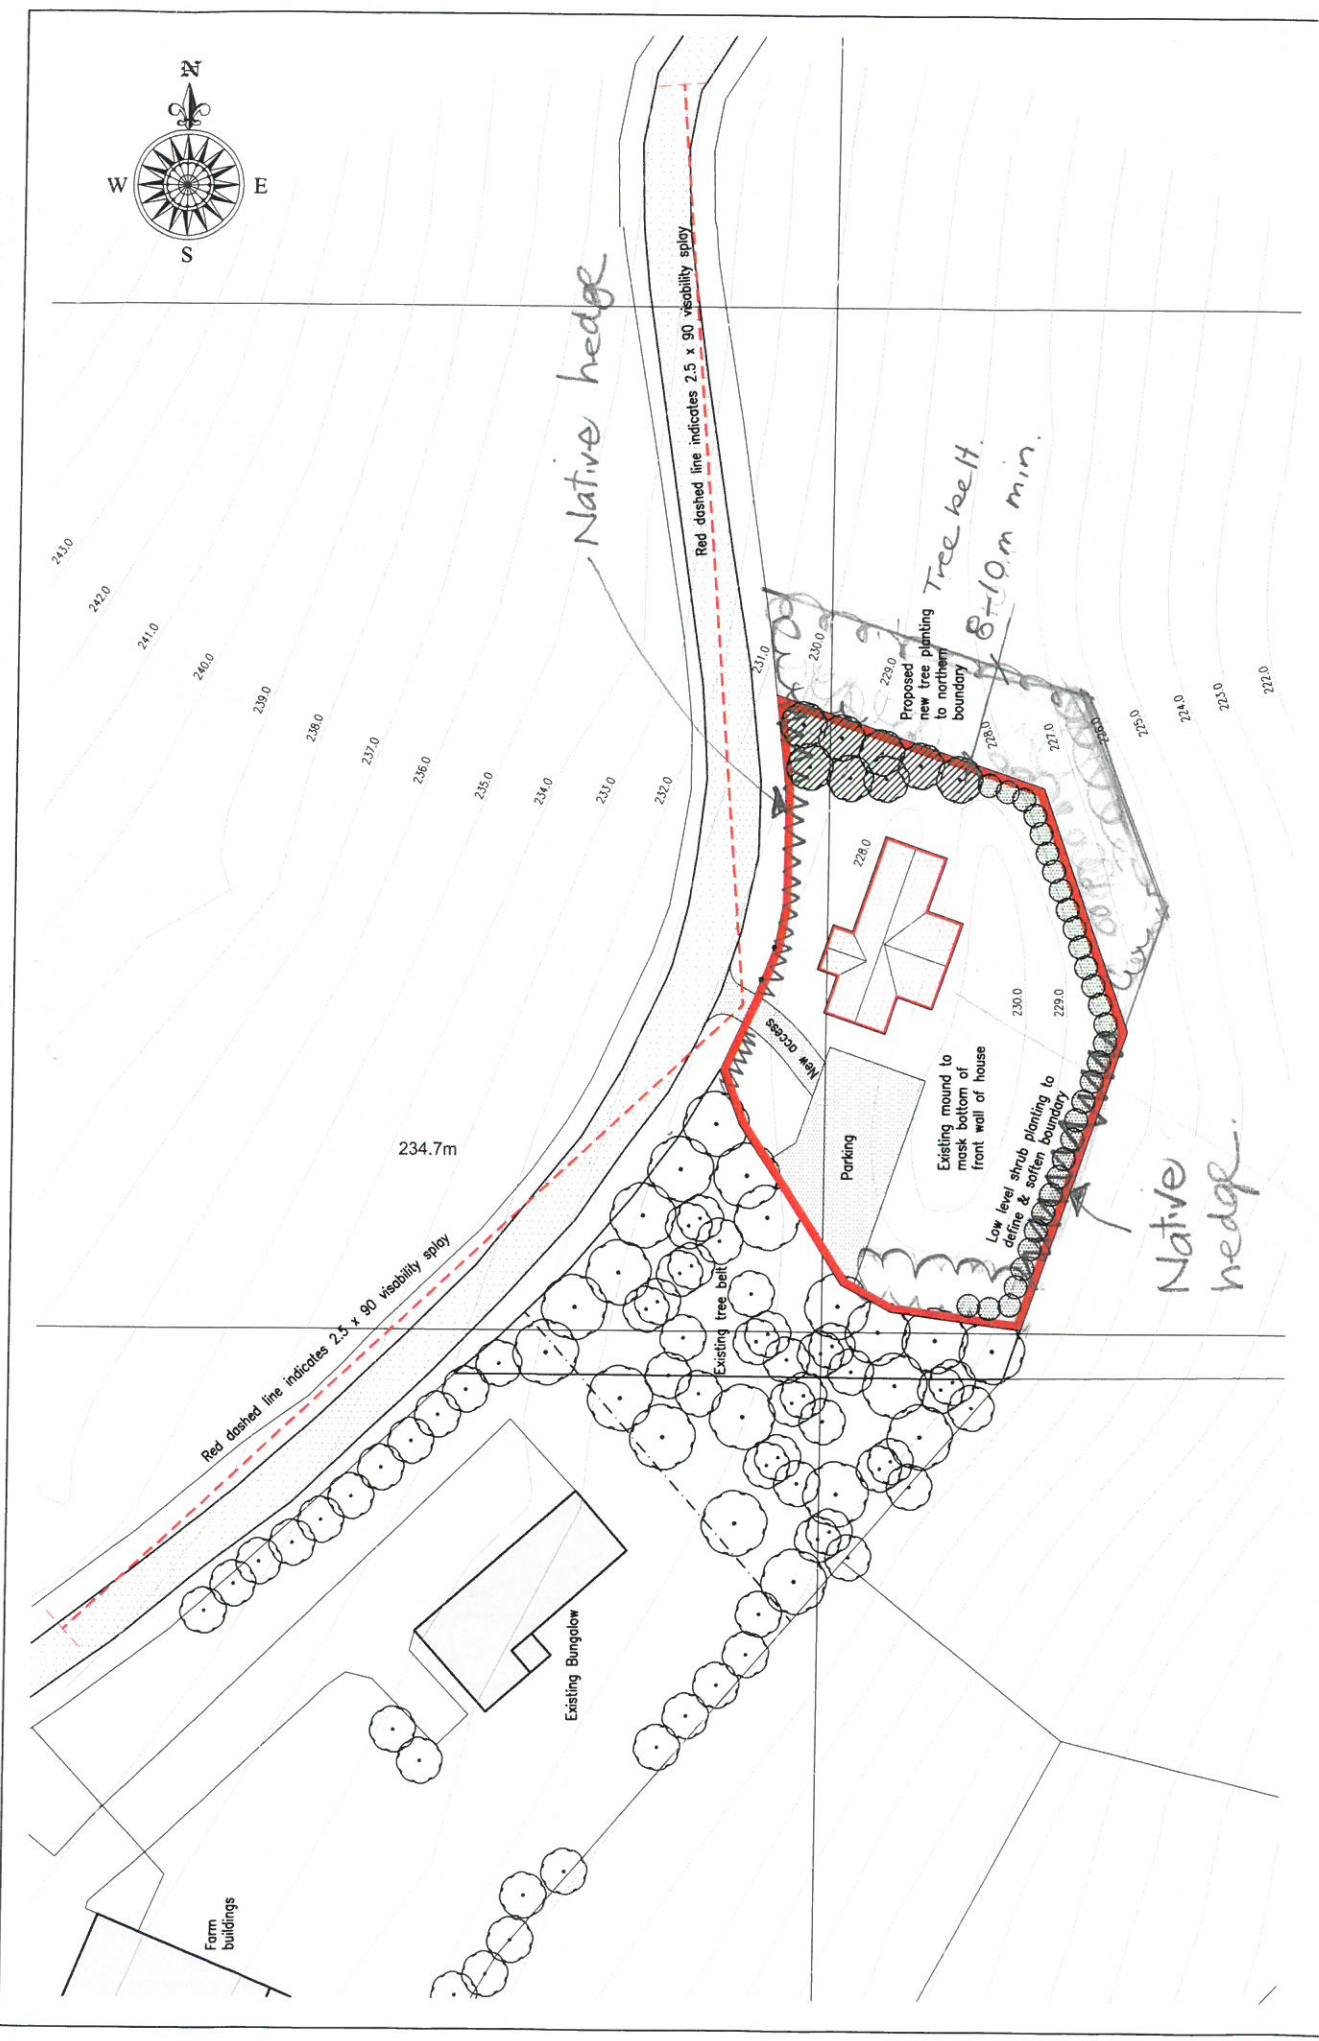 N
W
E
S
Native hedge
Red dashed line indicates 2.5 x 90 visability splay
243.0
242.0
241.0
240.0
239.0
238.0
237.0
236.0
235.0
234.0
233.0
232.0
231.0
230.0
229.0
228.0
227.0
226.0
225.0
224.0
223.0
222.0
Proposed
new tree planting
to northern
boundary
Tree belt.
8-10m min.
228.0
New access
Parking
230.0
229.0
Existing mound to
mask bottom of
front wall of house
Low level shrub planting to
define & soften boundary
Native
hedge.
234.7m
Red dashed line indicates 2.5 x 90 visability splay
Existing tree belt
Existing Bungalow
Farm
buildings